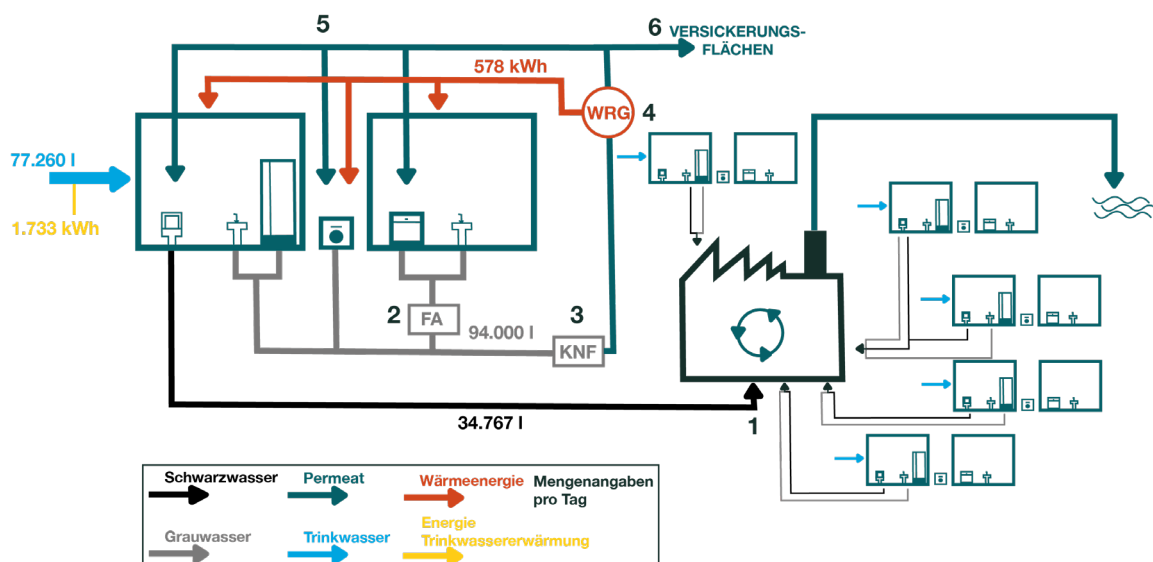 5
6 VERSICKERUNGS-
FLÄCHEN
578 kWh
WRG
4
77.260 l
1.733 kWh
2
FA
94.000 l
3
KNF
34.767 l
1
Schwarzwasser
Permeat
Wärmeenergie
Mengenangaben
pro Tag
Grauwasser
Trinkwasser
Energie
Trinkwassererwärmung